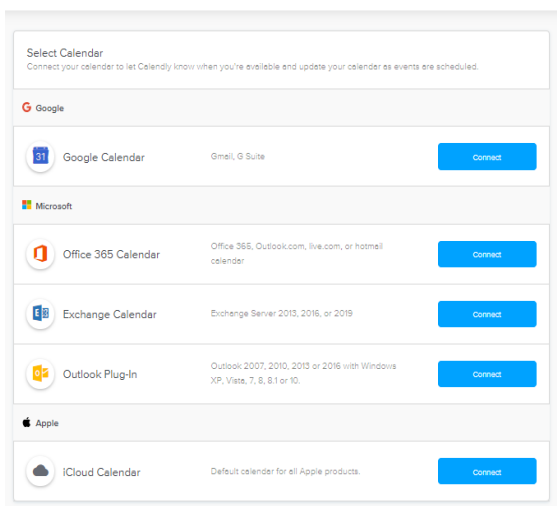 Select Calendar
Connect your calendar to let Calendly know when you're available and update your calendar as events are scheduled.
G Google
31
Google Calendar
Gmail, G Suite
Connect
Microsoft
Office 365 Calendar
Office 365, Outlook.com, live.com, or hotmail
calendar
Connect
E
Exchange Calendar
Exchange Server 2013, 2016, or 2019
Connect
o
Outlook Plug-In
Outlook 2007, 2010, 2013 or 2016 with Windows
XP, Vista, 7, 8, 8.1 or 10.
Connect
Apple
iCloud Calendar
Default calendar for all Apple products.
Connect